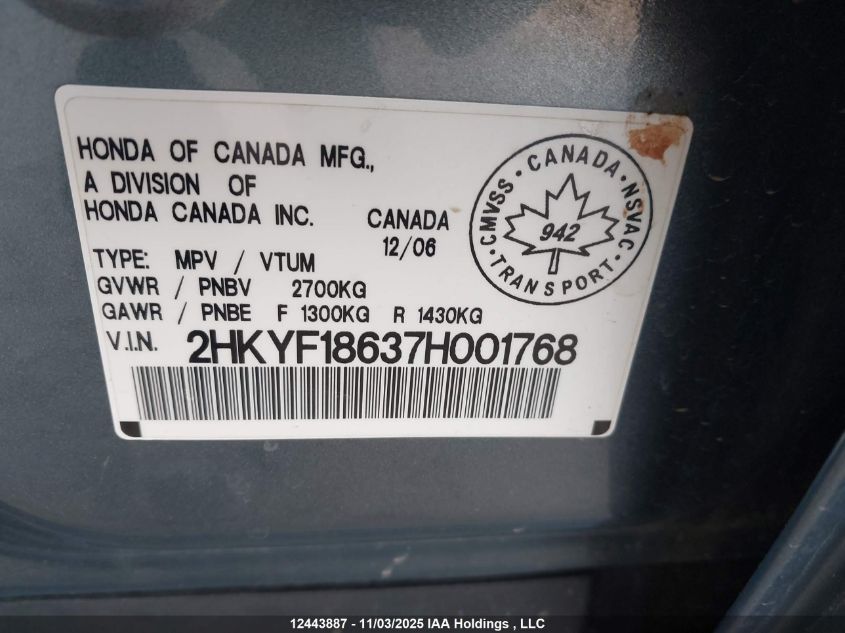 HONDA OF CANADA MFG.,
A DIVISION OF
HONDA CANADA INC.
CANADA
12/06
TYPE: MPV / VTUM
GVWR / PNBV 2700KG
GAWR / PNBE F 1300KG R 1430KG
V.I.N. 2HKYF18637H001768
CMVSS · CANADA · NSVAC · TRANSPORT ·
942
12443887 - 11/03/2025 IAA Holdings , LLC